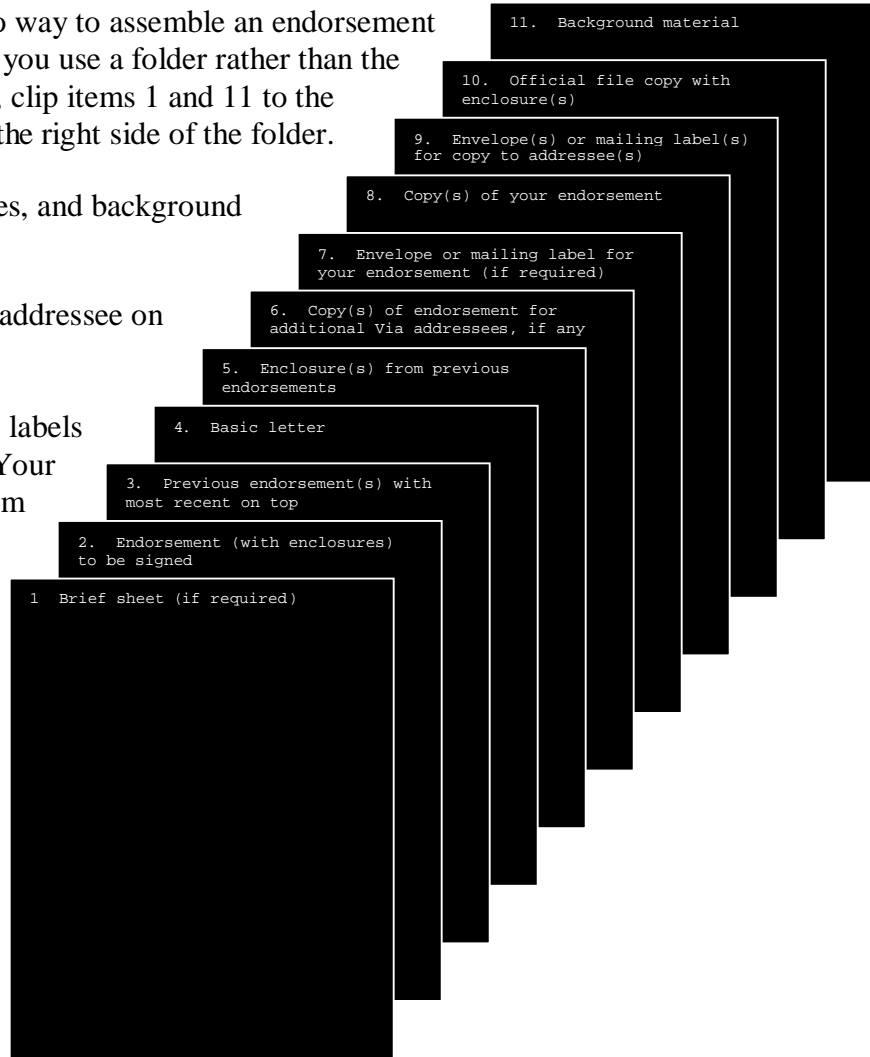 o way to assemble an endorsement
you use a folder rather than the
, clip items 1 and 11 to the
the right side of the folder.
es, and background
addressee on
labels
Your
m
11. Background material
10. Official file copy with
enclosure(s)
9. Envelope(s) or mailing label(s)
for copy to addressee(s)
8. Copy(s) of your endorsement
7. Envelope or mailing label for
your endorsement (if required)
6. Copy(s) of endorsement for
additional Via addressees, if any
5. Enclosure(s) from previous
endorsements
4. Basic letter
3. Previous endorsement(s) with
most recent on top
2. Endorsement (with enclosures)
to be signed
1 Brief sheet (if required)